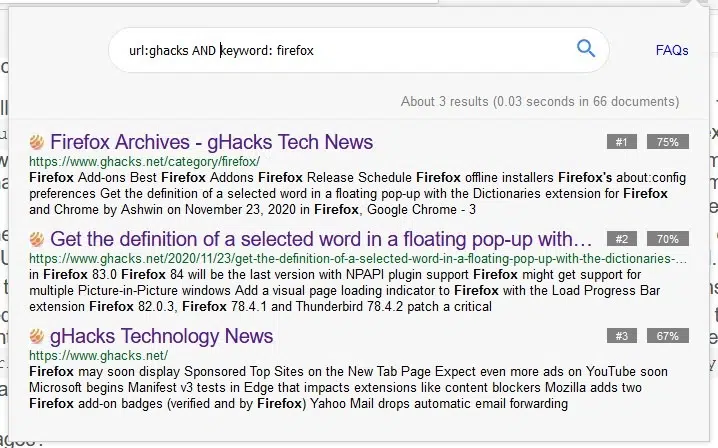 url:ghacks AND keyword: firefox
FAQs
About 3 results (0.03 seconds in 66 documents)
Firefox Archives - gHacks Tech News
#1 75%
https://www.ghacks.net/category/firefox/
Firefox Add-ons Best Firefox Addons Firefox Release Schedule Firefox offline installers Firefox's about:config
preferences Get the definition of a selected word in a floating pop-up with the Dictionaries extension for Firefox
and Chrome by Ashwin on November 23, 2020 in Firefox, Google Chrome - 3
Get the definition of a selected word in a floating pop-up with...
#2 70%
https://www.ghacks.net/2020/11/23/get-the-definition-of-a-selected-word-in-a-floating-pop-up-with-the-dictionaries-...
in Firefox 83.0 Firefox 84 will be the last version with NPAPI plugin support Firefox might get support for
multiple Picture-in-Picture windows Add a visual page loading indicator to Firefox with the Load Progress Bar
extension Firefox 82.0.3, Firefox 78.4.1 and Thunderbird 78.4.2 patch a critical
gHacks Technology News
#3 67%
https://www.ghacks.net/
Firefox may soon display Sponsored Top Sites on the New Tab Page Expect even more ads on YouTube soon
Microsoft begins Manifest v3 tests in Edge that impacts extensions like content blockers Mozilla adds two
Firefox add-on badges (verified and by Firefox) Yahoo Mail drops automatic email forwarding